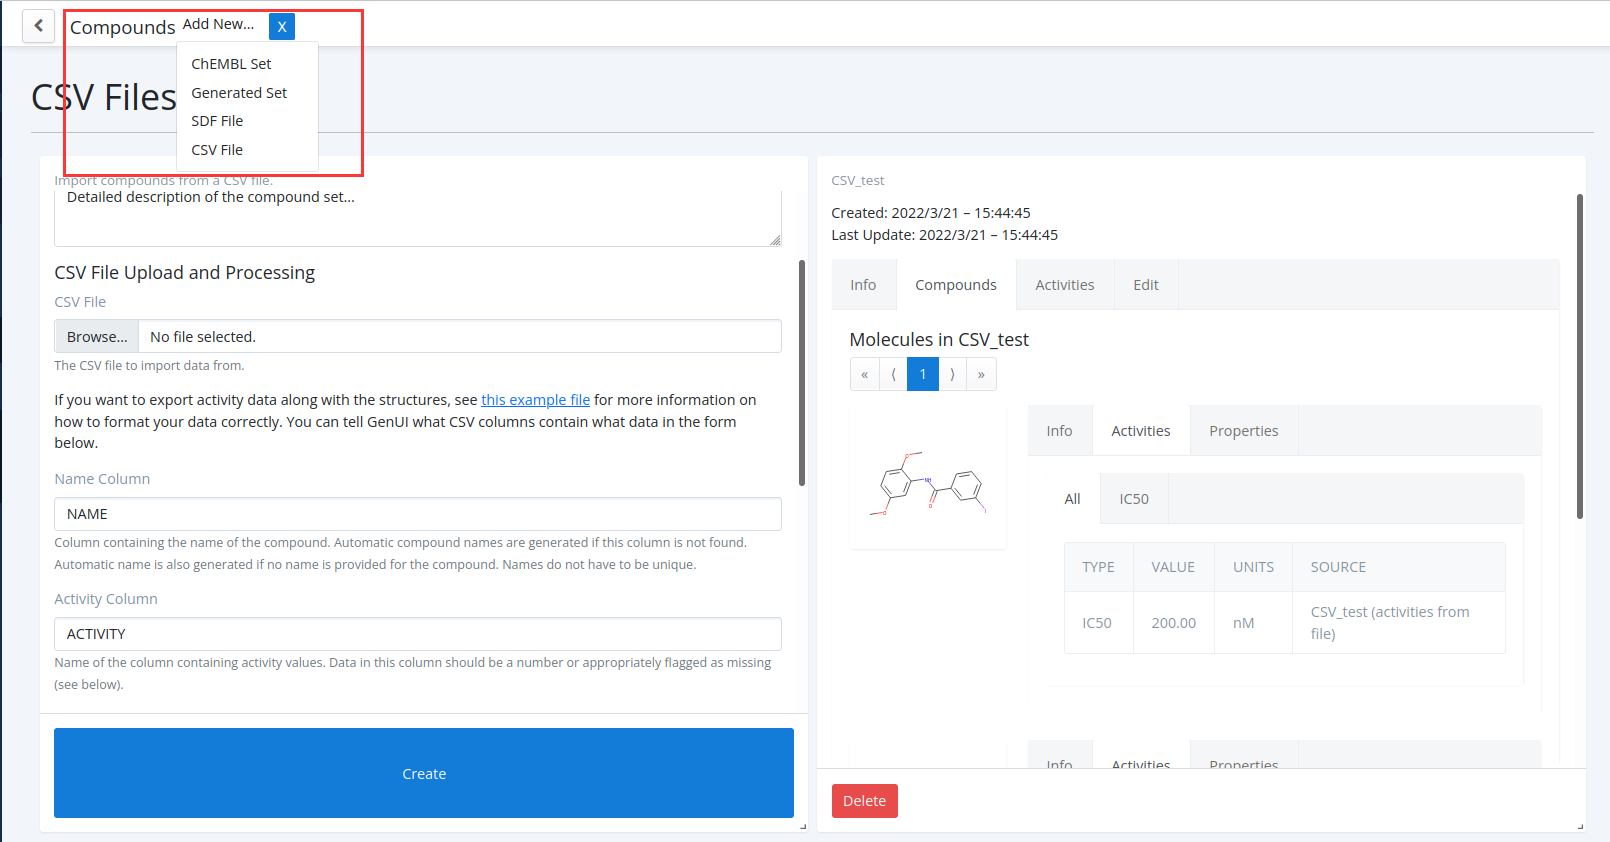 Compounds Add New... X
ChEMBL Set
Generated Set
SDF File
CSV File
CSV Files
Import compounds from a CSV file.
Detailed description of the compound set...
CSV File Upload and Processing
CSV File
Browse... No file selected.
The CSV file to import data from.
If you want to export activity data along with the structures, see this example file for more information on
how to format your data correctly. You can tell GenUI what CSV columns contain what data in the form
below.
Name Column
NAME
Column containing the name of the compound. Automatic compound names are generated if this column is not found.
Automatic name is also generated if no name is provided for the compound. Names do not have to be unique.
Activity Column
ACTIVITY
Name of the column containing activity values. Data in this column should be a number or appropriately flagged as missing
(see below).
Create
CSV_test
Created: 2022/3/21 – 15:44:45
Last Update: 2022/3/21 – 15:44:45
Info Compounds Activities Edit
Molecules in CSV_test
« ⟨ 1 ⟩ »
Info Activities Properties
O
NH
O
O
I
All IC50
TYPE VALUE UNITS SOURCE
IC50 200.00 nM CSV_test (activities from
file)
Info Activities Properties
Delete